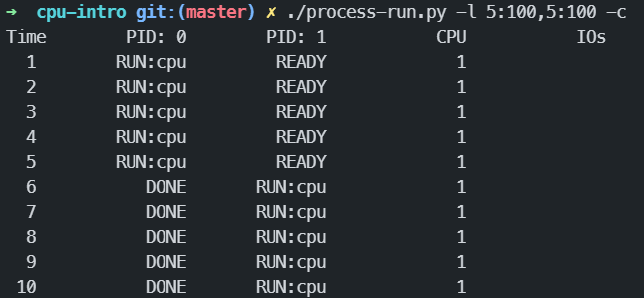 ➜  cpu-intro git:(master) ✗ ./process-run.py -l 5:100,5:100 -c
Time        PID: 0        PID: 1           CPU           IOs
  1        RUN:cpu         READY             1
  2        RUN:cpu         READY             1
  3        RUN:cpu         READY             1
  4        RUN:cpu         READY             1
  5        RUN:cpu         READY             1
  6           DONE       RUN:cpu             1
  7           DONE       RUN:cpu             1
  8           DONE       RUN:cpu             1
  9           DONE       RUN:cpu             1
 10           DONE       RUN:cpu             1